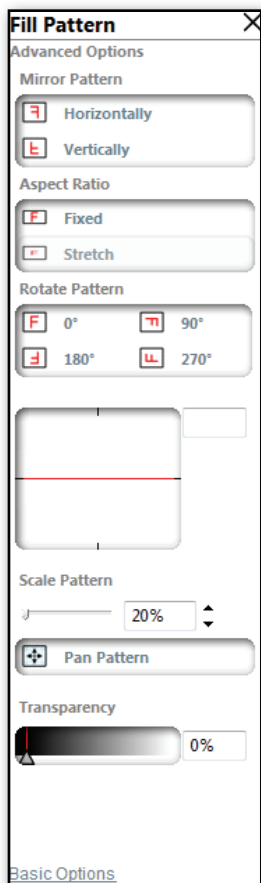 Fill Pattern
Advanced Options
Mirror Pattern
Horizontally
Vertically
Aspect Ratio
F Fixed
Stretch
Rotate Pattern
F 0° 90°
180° 270°
Scale Pattern
20%
Pan Pattern
Transparency
0%
Basic Options